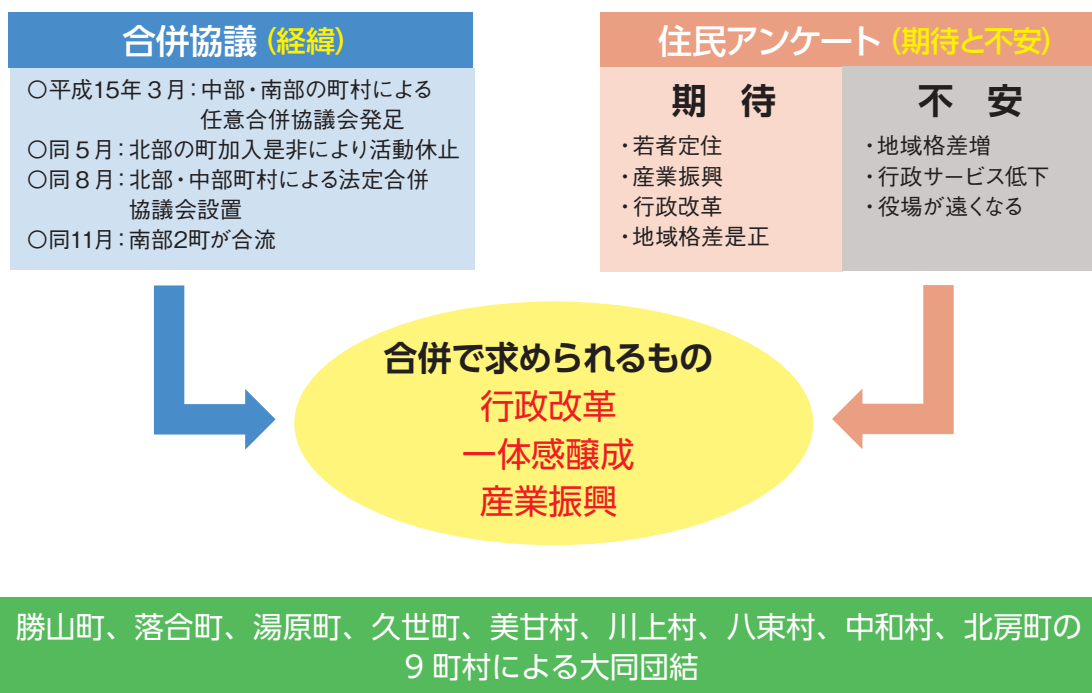 合併協議(経緯)
○平成15年3月：中部・南部の町村による
任意合併協議会発足
○同5月：北部の町加入是非により活動休止
○同8月：北部・中部町村による法定合併
協議会設置
○同11月：南部2町が合流
住民アンケート(期待と不安)
期 待
・若者定住
・産業振興
・行政改革
・地域格差是正
不 安
・地域格差増
・行政サービス低下
・役場が遠くなる
合併で求められるもの
行政改革
一体感醸成
産業振興
勝山町、落合町、湯原町、久世町、美甘村、川上村、八束村、中和村、北房町の
9町村による大同団結